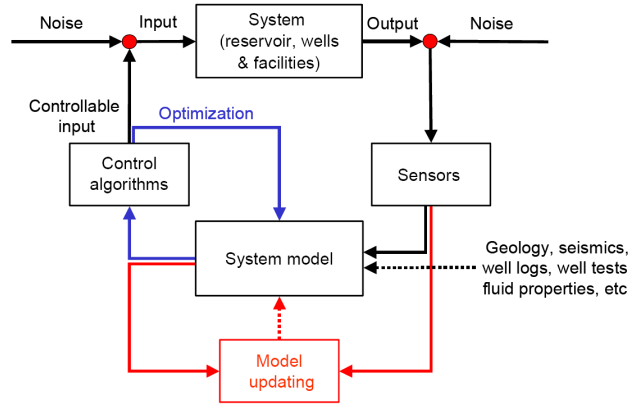 Noise
Input
System
(reservoir, wells
& facilities)
Output
Noise
Controllable
input
Optimization
Control
algorithms
Sensors
System model
Geology, seismics,
well logs, well tests
fluid properties, etc
Model
updating